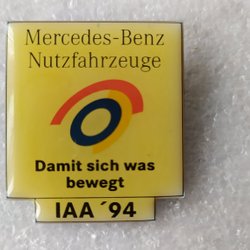 Mercedes-Benz
Nutzfahrzeuge
Damit sich was
bewegt
IAA ´94